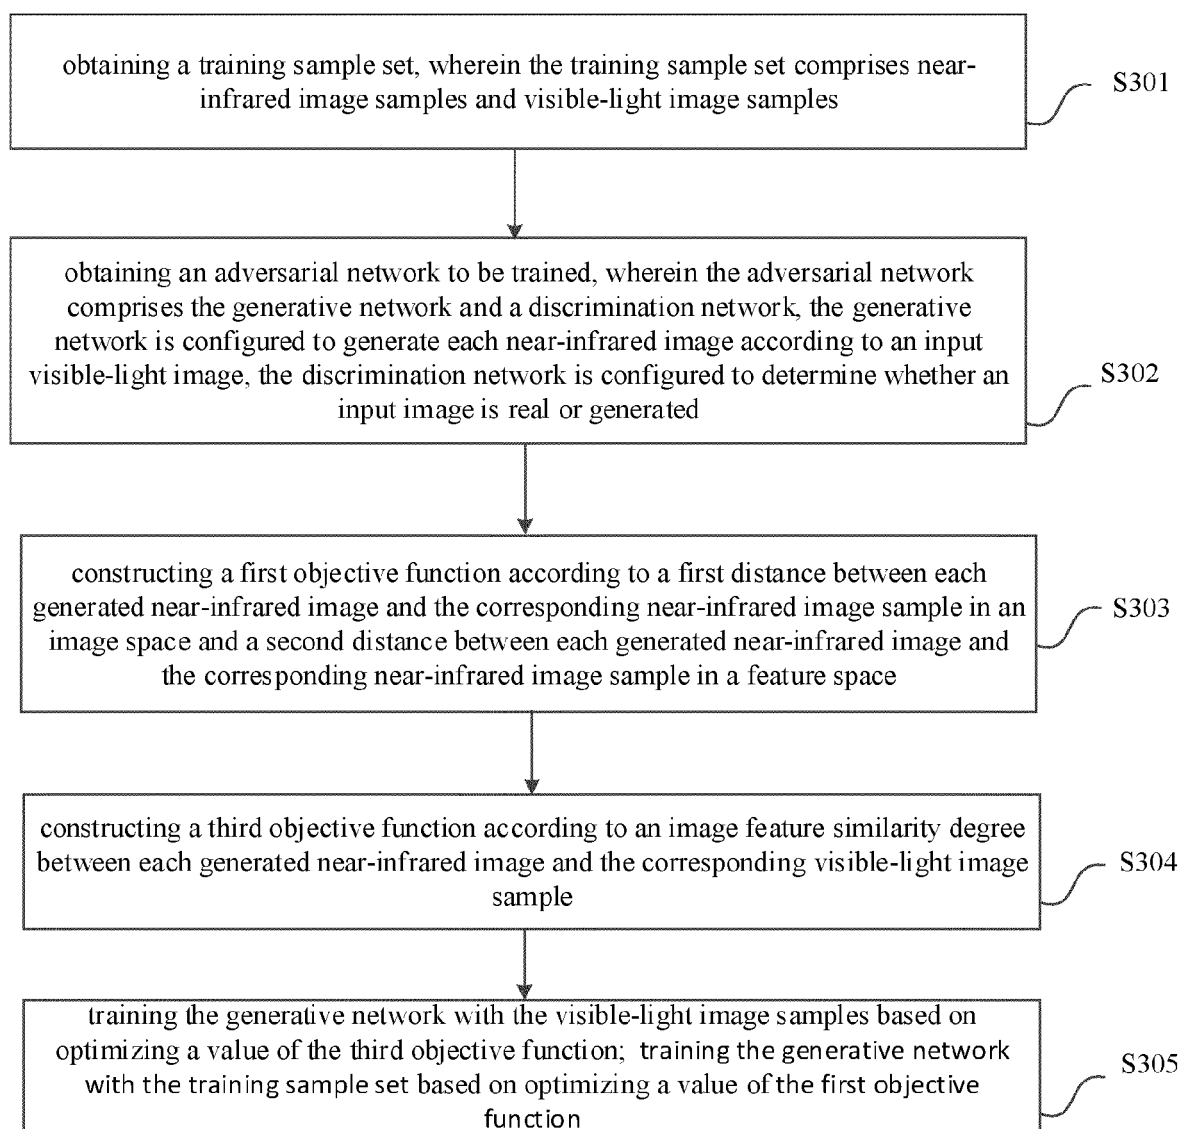 obtaining a training sample set, wherein the training sample set comprises near-
infrared image samples and visible-light image samples
S301
obtaining an adversarial network to be trained, wherein the adversarial network
comprises the generative network and a discrimination network, the generative
network is configured to generate each near-infrared image according to an input
visible-light image, the discrimination network is configured to determine whether an
input image is real or generated
S302
constructing a first objective function according to a first distance between each
generated near-infrared image and the corresponding near-infrared image sample in an
image space and a second distance between each generated near-infrared image and
the corresponding near-infrared image sample in a feature space
S303
constructing a third objective function according to an image feature similarity degree
between each generated near-infrared image and the corresponding visible-light image
sample
S304
training the generative network with the visible-light image samples based on
optimizing a value of the third objective function; training the generative network
with the training sample set based on optimizing a value of the first objective
function
S305